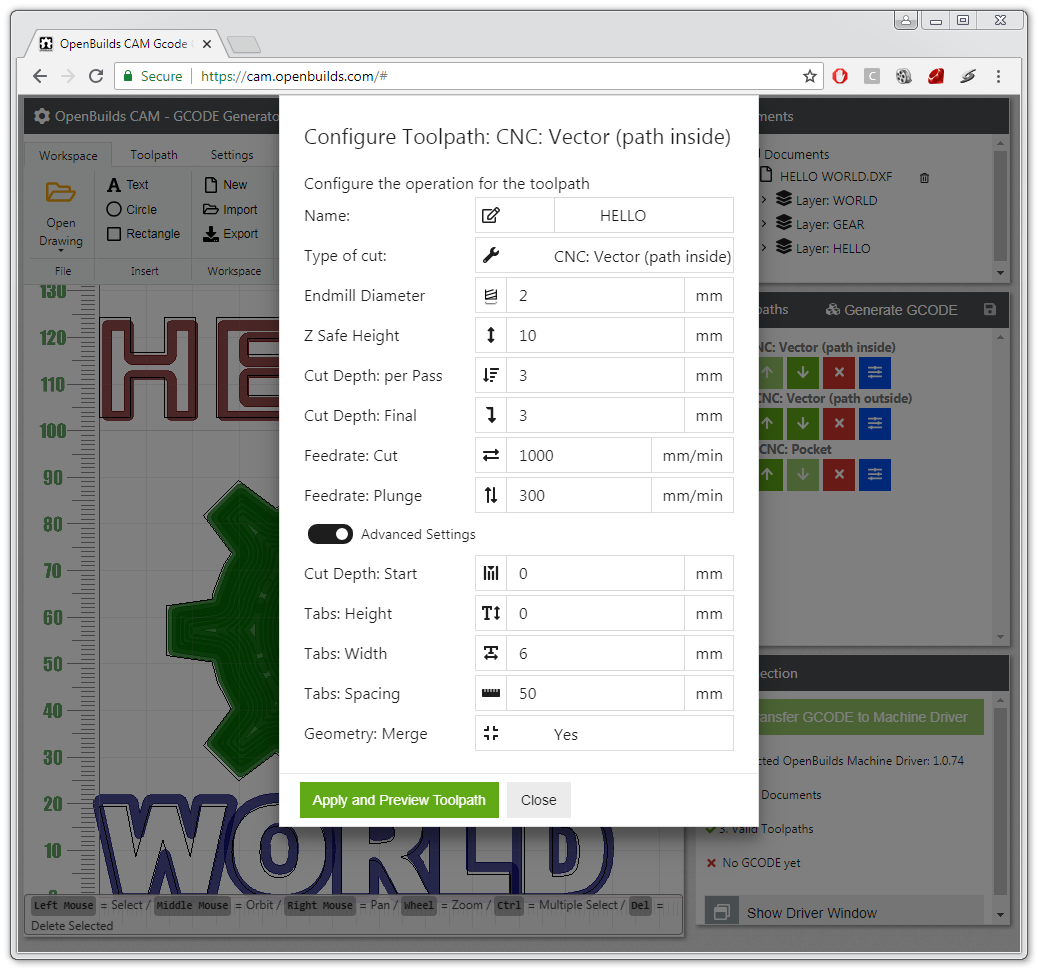 OpenBuilds CAM Gcode
Secure
https://cam.openbuilds.com/#
OpenBuilds CAM - GCODE Generato
Workspace
Toolpath
Settings
Open
Drawing
Text
Circle
Rectangle
New
Import
Export
File
Insert
Workspace
130
120
110
100
90
80
70
60
50
40
30
20
10
HE
WORLD
Configure Toolpath: CNC: Vector (path inside)
Configure the operation for the toolpath
Name: HELLO
Type of cut: CNC: Vector (path inside)
Endmill Diameter 2 mm
Z Safe Height 10 mm
Cut Depth: per Pass 3 mm
Cut Depth: Final 3 mm
Feedrate: Cut 1000 mm/min
Feedrate: Plunge 300 mm/min
Advanced Settings
Cut Depth: Start 0 mm
Tabs: Height 0 mm
Tabs: Width 6 mm
Tabs: Spacing 50 mm
Geometry: Merge Yes
Apply and Preview Toolpath
Close
ments
Documents
HELLO WORLD.DXF
Layer: WORLD
Layer: GEAR
Layer: HELLO
paths
Generate GCODE
NC: Vector (path inside)
CNC: Vector (path outside)
CNC: Pocket
ection
ransfer GCODE to Machine Driver
cted OpenBuilds Machine Driver: 1.0.74
Documents
3. Valid Toolpaths
No GCODE yet
Show Driver Window
Left Mouse = Select / Middle Mouse = Orbit / Right Mouse = Pan / Wheel = Zoom / Ctrl = Multiple Select / Del =
Delete Selected